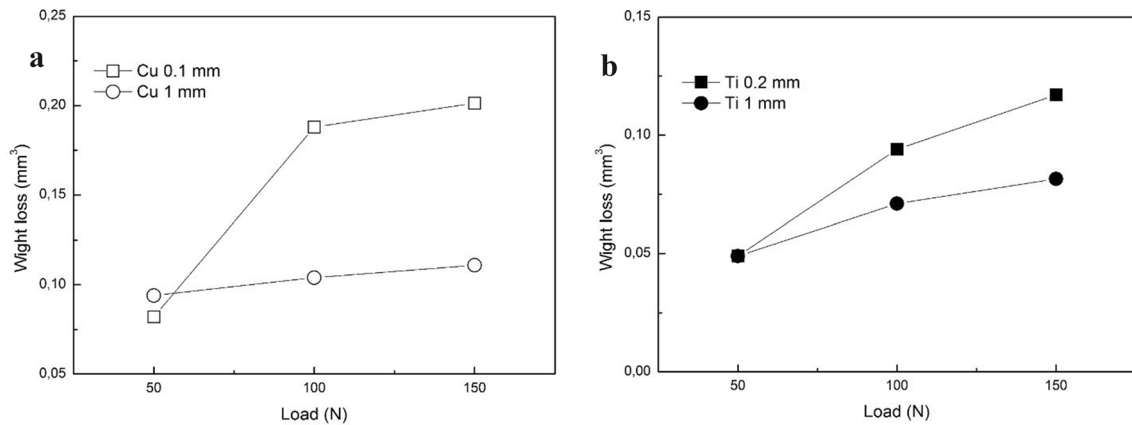 a
Cu 0.1 mm
Cu 1 mm
Wight loss (mm³)
0,25
0,20
0,15
0,10
0,05
50
100
150
Load (N)
b
Ti 0.2 mm
Ti 1 mm
Wight loss (mm³)
0,15
0,10
0,05
0,00
50
100
150
Load (N)